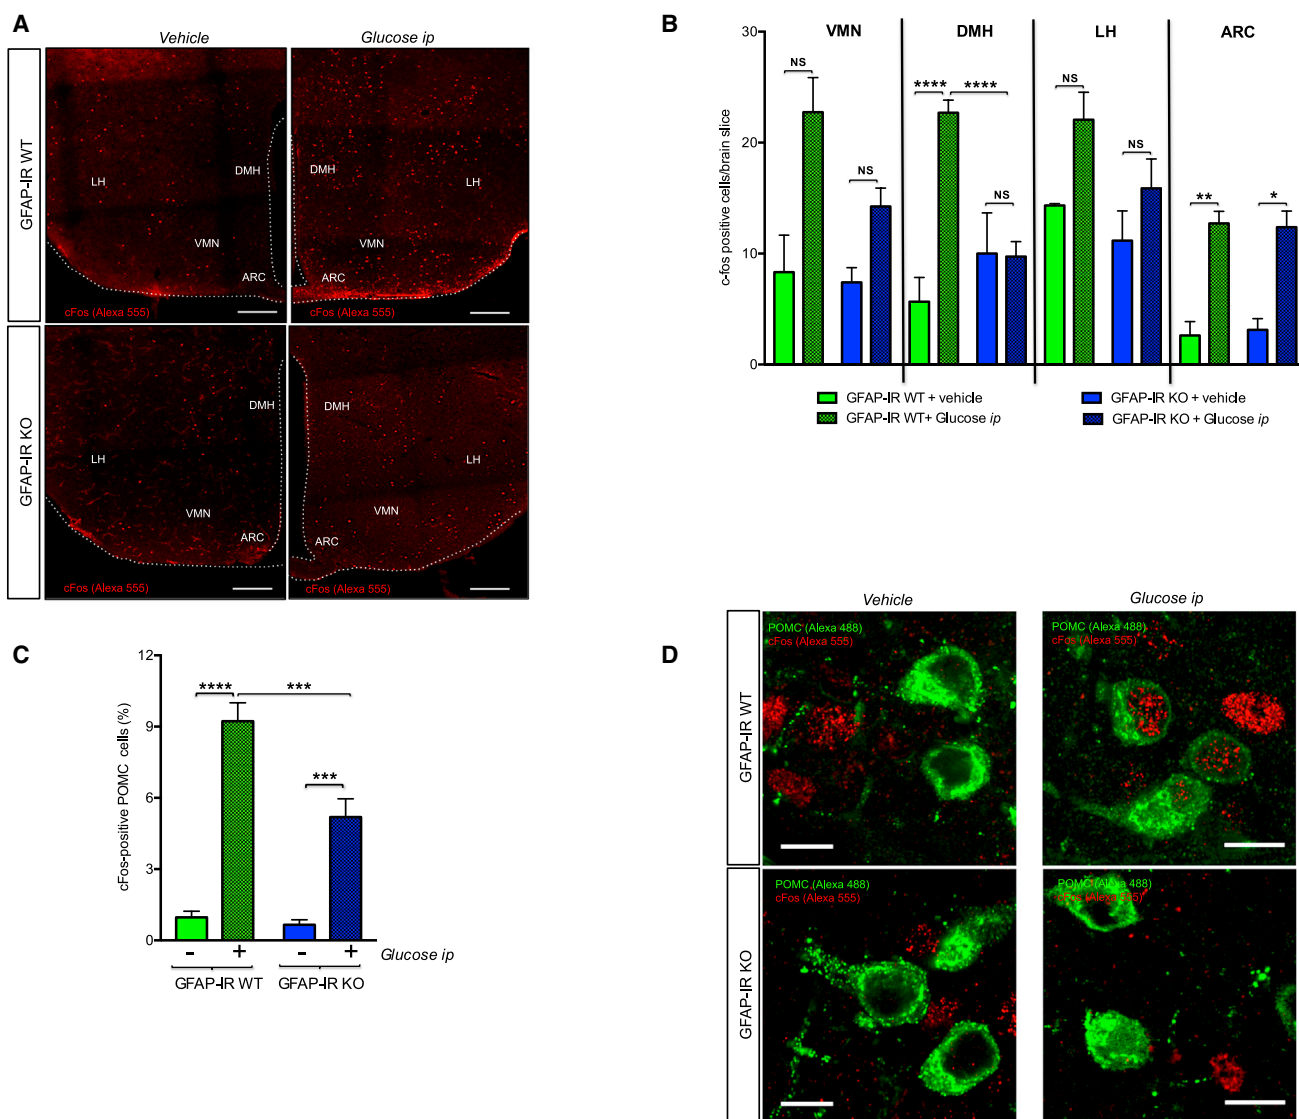 A
Vehicle
Glucose ip
GFAP-IR WT
LH
DMH
VMN
ARC
cFos (Alexa 555)
DMH
LH
VMN
ARC
cFos (Alexa 555)
GFAP-IR KO
DMH
LH
VMN
ARC
cFos (Alexa 555)
DMH
LH
VMN
ARC
cFos (Alexa 555)
B
VMN
DMH
LH
ARC
c-fos positive cells/brain slice
30
20
10
0
NS
NS
****
****
NS
NS
NS
**
*
GFAP-IR WT + vehicle
GFAP-IR WT+ Glucose ip
GFAP-IR KO + vehicle
GFAP-IR KO + Glucose ip
C
cFos-positive POMC cells (%)
12
9
6
3
0
****
***
***
- + - + Glucose ip
GFAP-IR WT GFAP-IR KO
D
Vehicle
Glucose ip
GFAP-IR WT
POMC (Alexa 488)
cFos (Alexa 555)
POMC (Alexa 488)
cFos (Alexa 555)
GFAP-IR KO
POMC (Alexa 488)
cFos (Alexa 555)
POMC (Alexa 488)
cFos (Alexa 555)